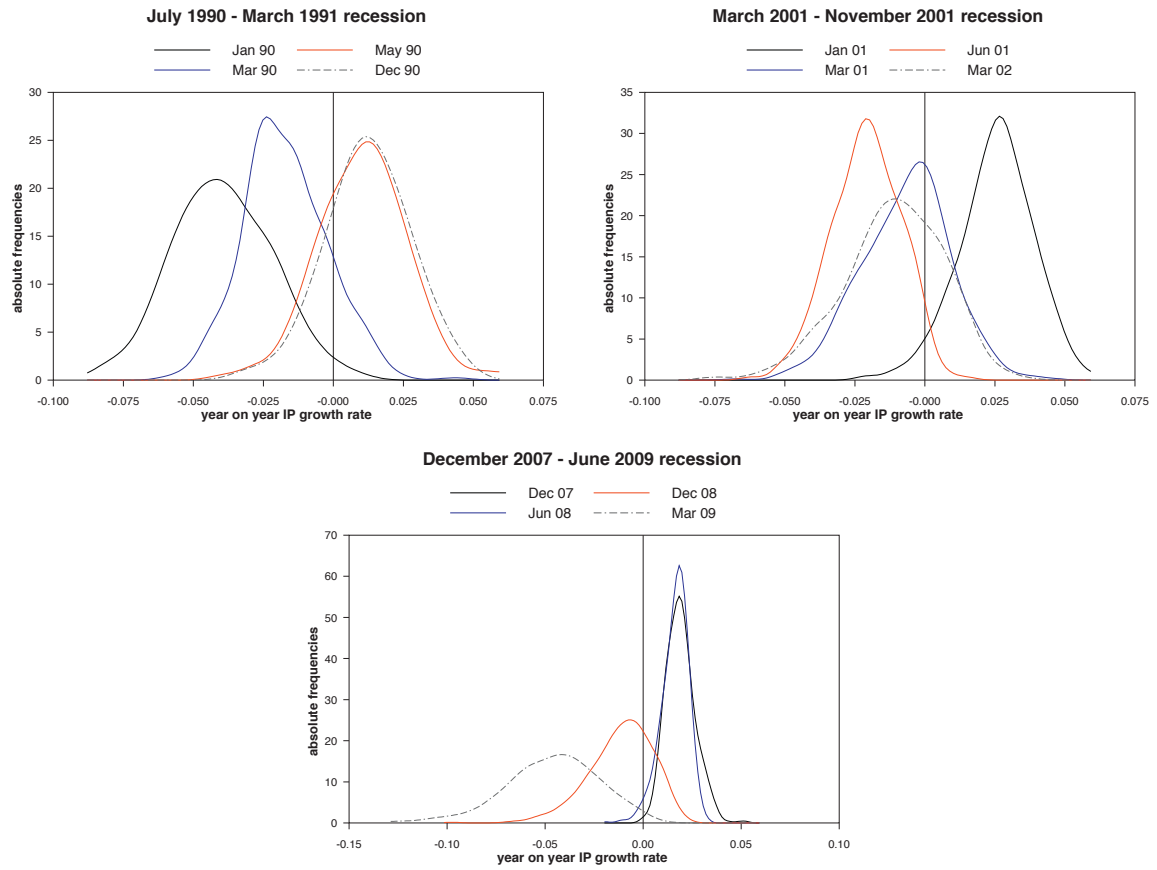 July 1990 - March 1991 recession
Jan 90 May 90
Mar 90 Dec 90
30
25
20
15
10
5
0
absolute frequencies
-0.100 -0.075 -0.050 -0.025 0.000 0.025 0.050 0.075
year on year IP growth rate
March 2001 - November 2001 recession
Jan 01 Jun 01
Mar 01 Mar 02
35
30
25
20
15
10
5
0
absolute frequencies
-0.100 -0.075 -0.050 -0.025 -0.000 0.025 0.050 0.075
year on year IP growth rate
December 2007 - June 2009 recession
Dec 07 Dec 08
Jun 08 Mar 09
70
60
50
40
30
20
10
0
absolute frequencies
-0.15 -0.10 -0.05 0.00 0.05 0.10
year on year IP growth rate